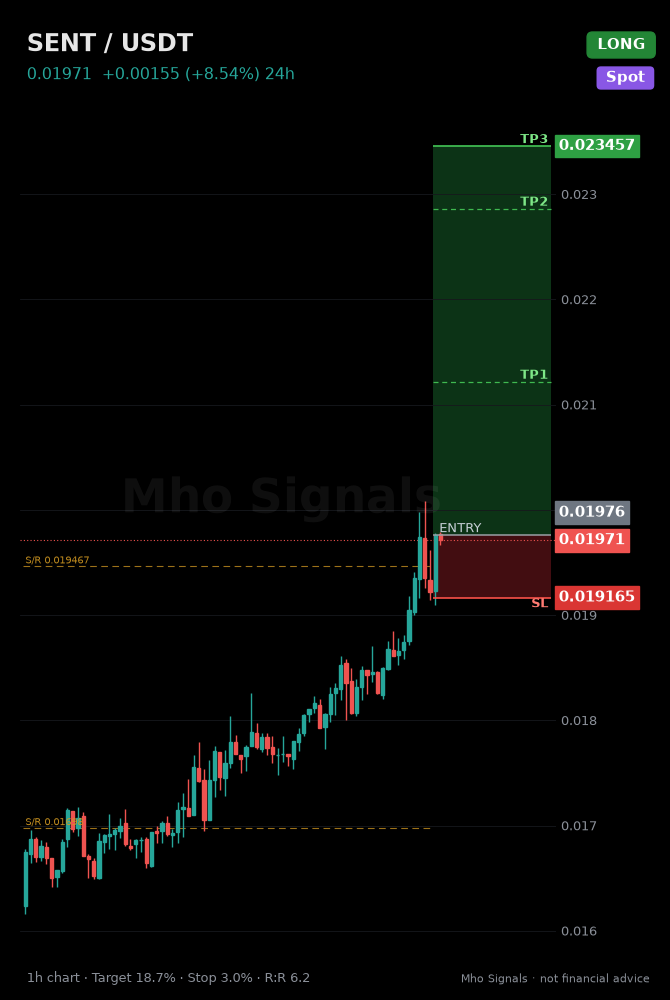 SENT / USDT
LONG
0.01971 +0.00155 (+8.54%) 24h
Spot
TP3
0.023457
0.023
TP2
0.022
TP1
0.021
Mho Signals
0.01976
ENTRY
0.01971
S/R 0.019467
0.019165
SL
0.019
0.018
S/R
0.017
0.016
1h chart · Target 18.7% · Stop 3.0% · R:R 6.2
Mho Signals · not financial advice